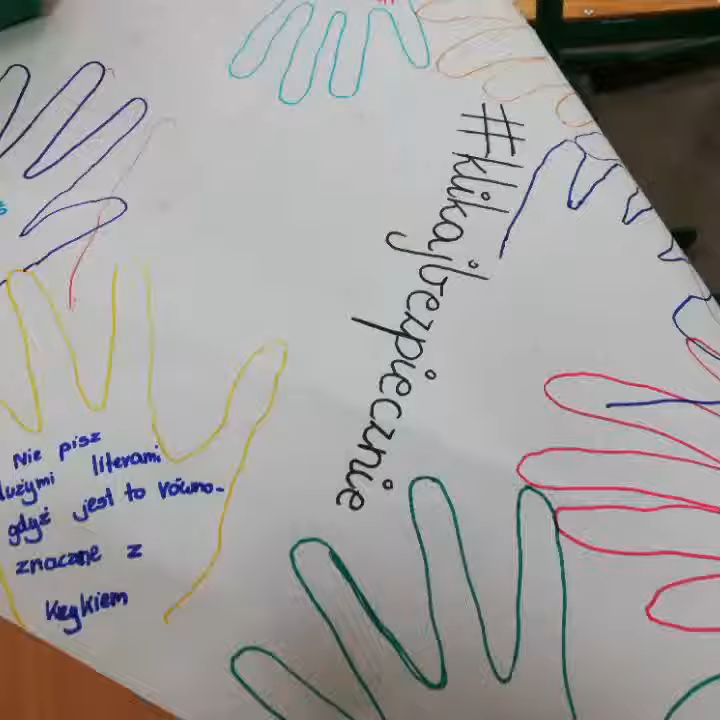 #klikajbezpiecznie
Nie pisz
dużymi literami
gdyż jest to równo-
znaczne z
Krzykiem